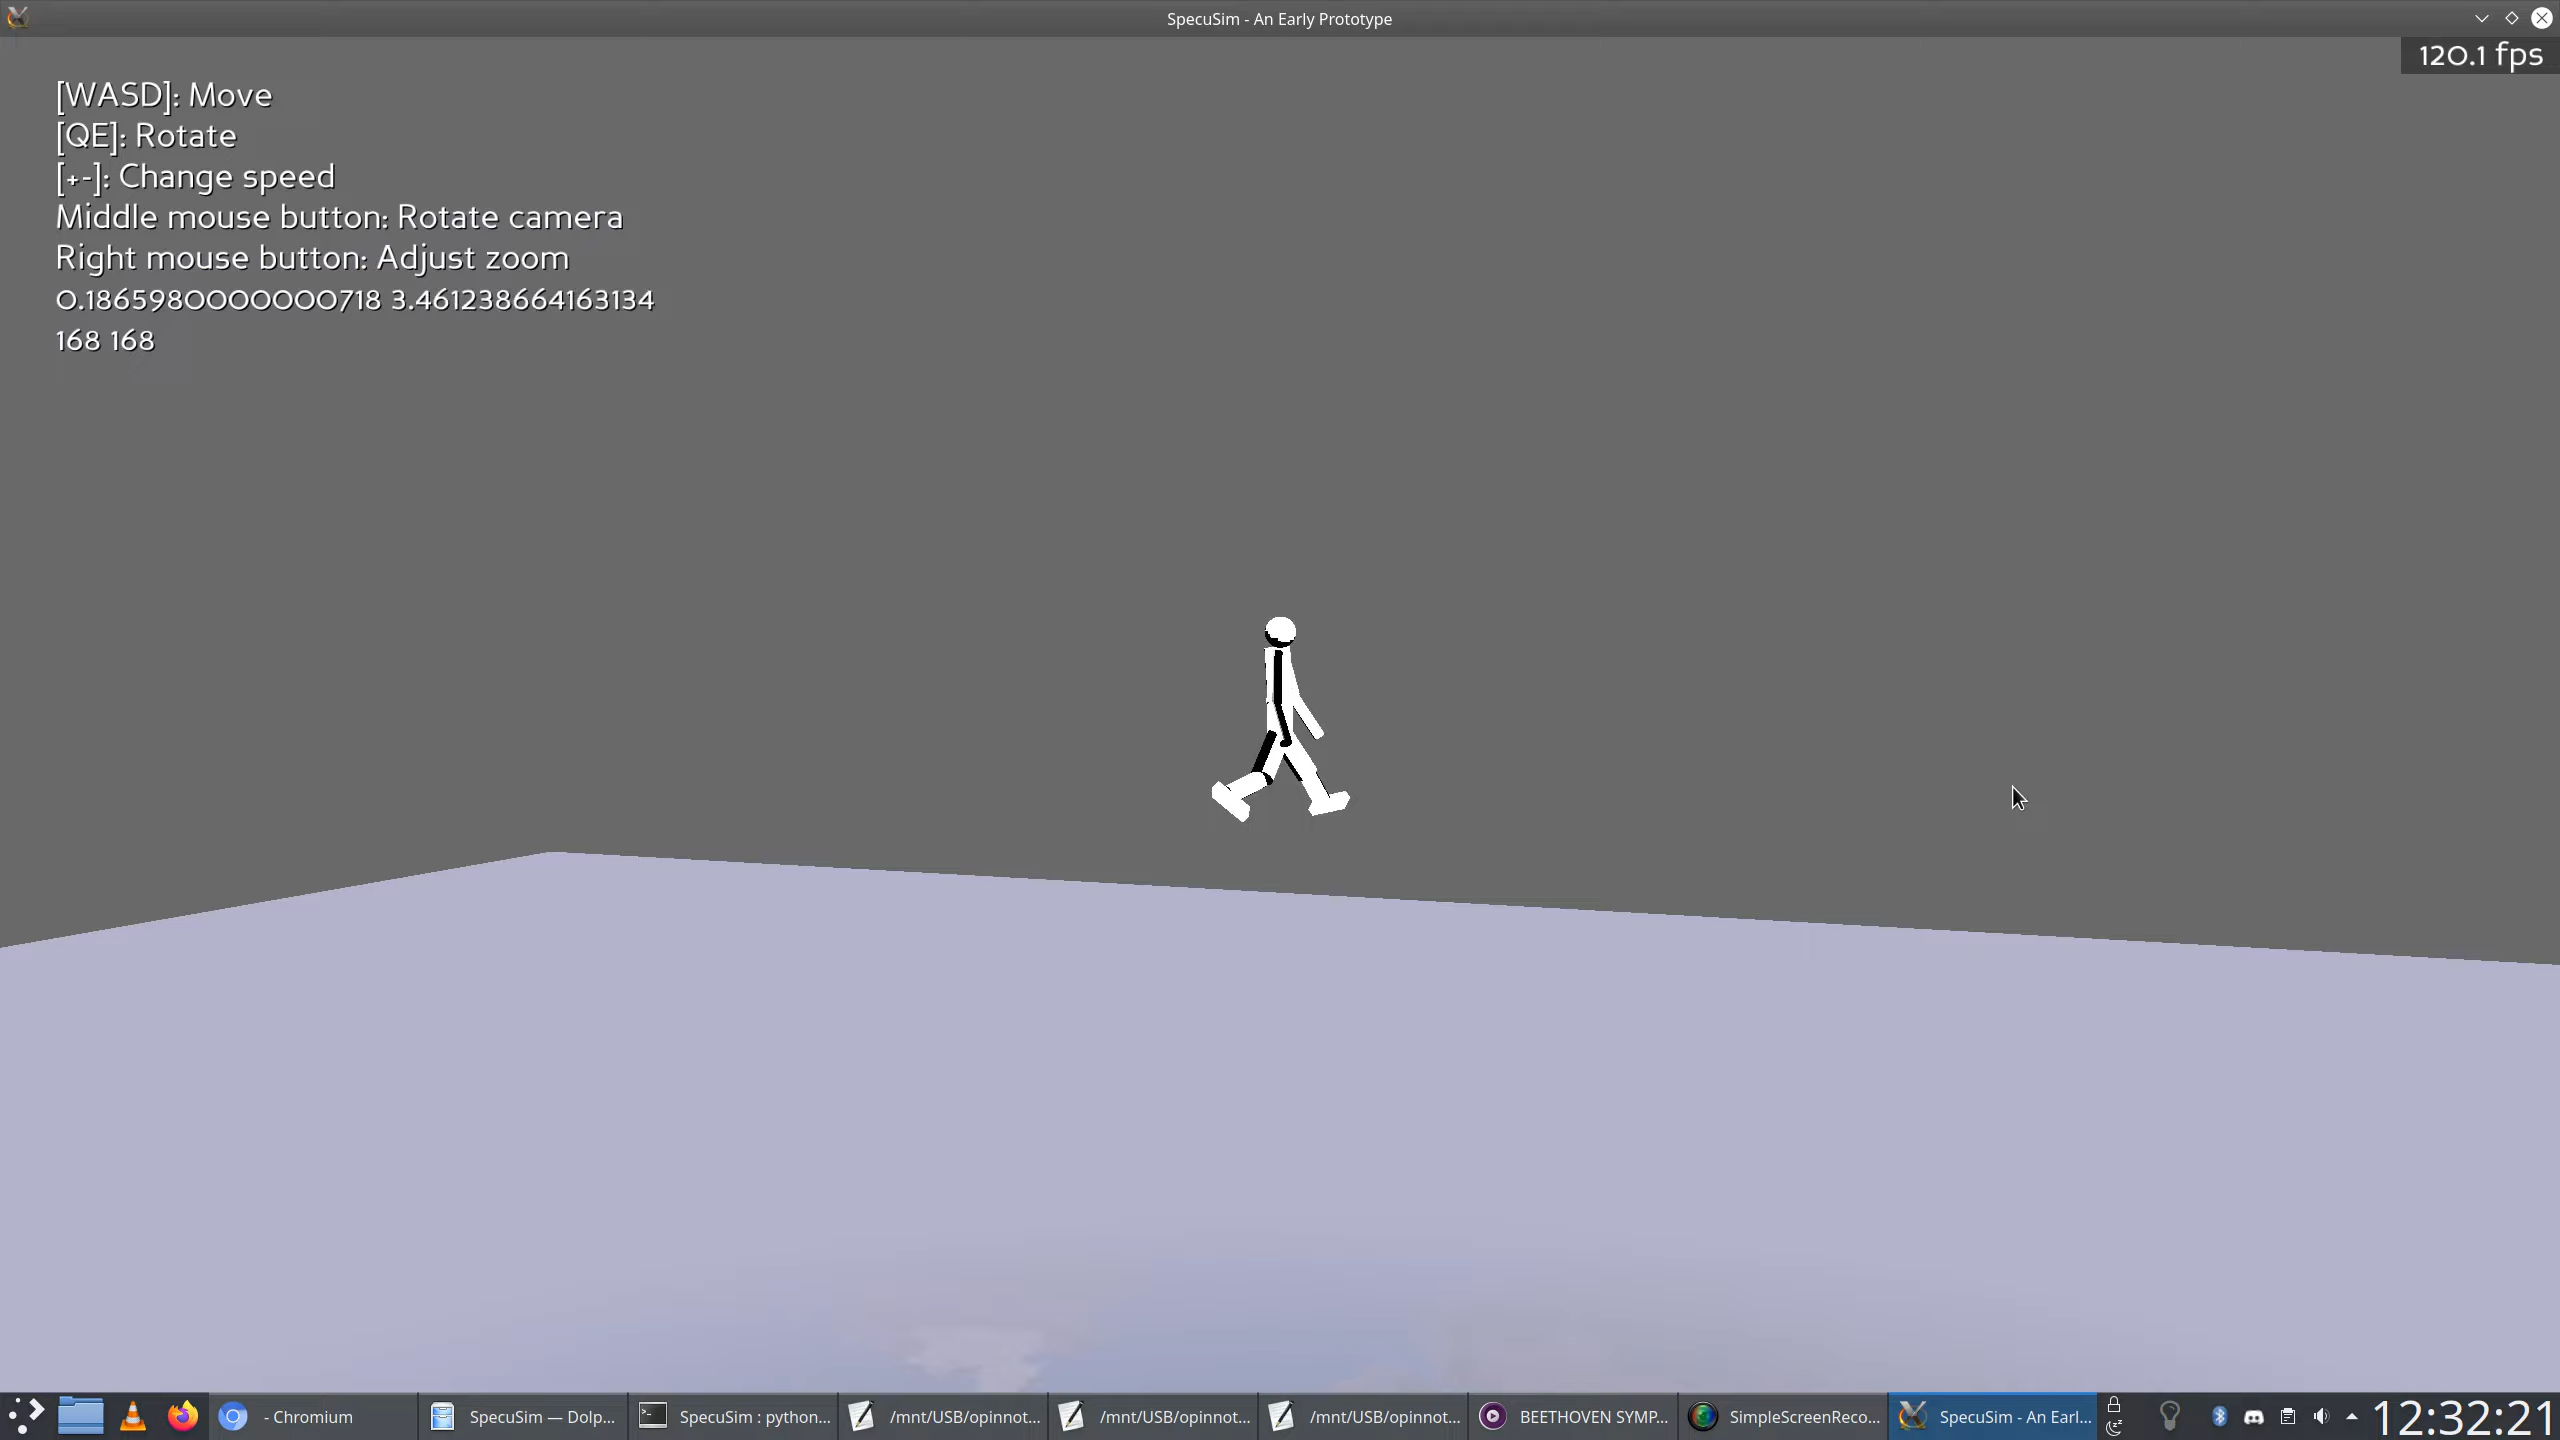 SpecuSim - An Early Prototype
120.1 fps
[WASD]: Move
[QE]: Rotate
[+-]: Change speed
Middle mouse button: Rotate camera
Right mouse button: Adjust zoom
0.1865980000000718 3.461238664163134
168 168
- Chromium
SpecuSim — Dolp...
SpecuSim : python...
/mnt/USB/opinnot...
/mnt/USB/opinnot...
/mnt/USB/opinnot...
BEETHOVEN SYMP...
SimpleScreenReco...
SpecuSim - An Earl...
12:32:21